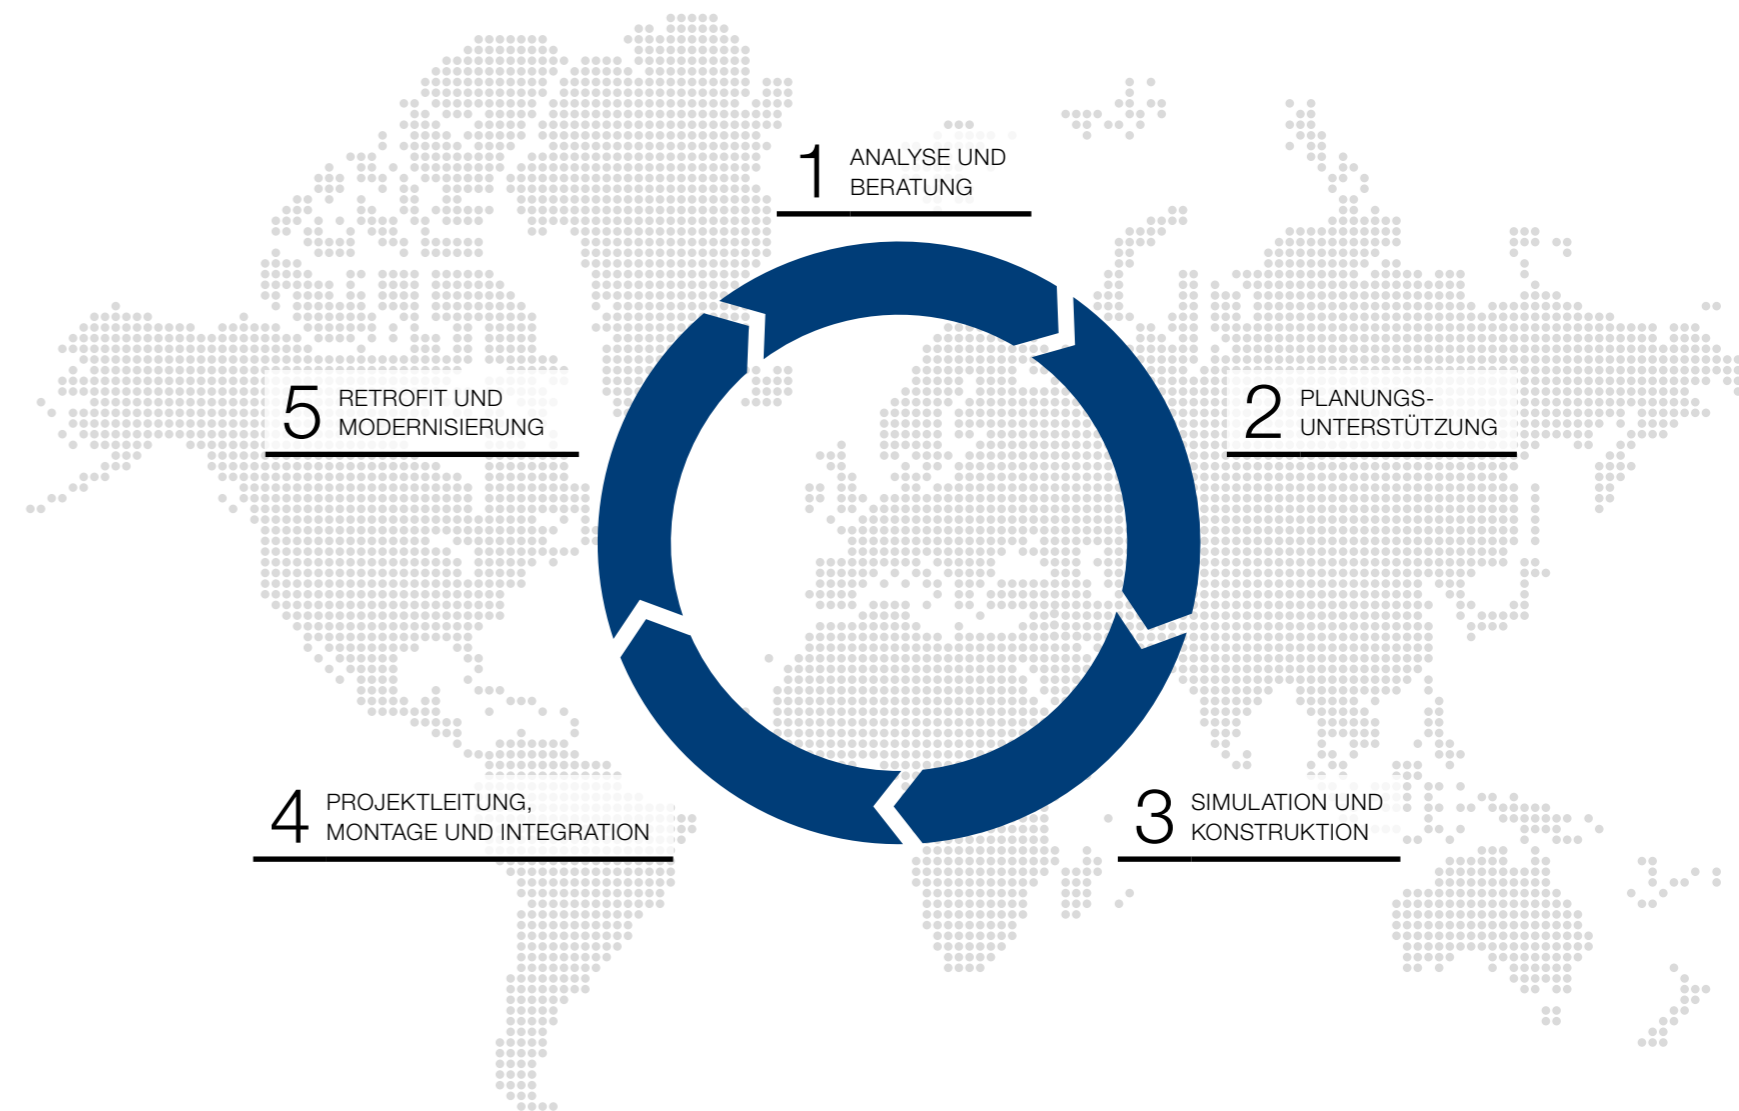 1 ANALYSE UND
BERATUNG
2 PLANUNGS-
UNTERSTÜTZUNG
3 SIMULATION UND
KONSTRUKTION
4 PROJEKTLEITUNG,
MONTAGE UND INTEGRATION
5 RETROFIT UND
MODERNISIERUNG